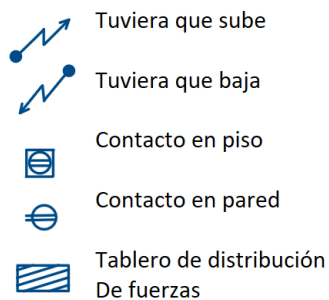 Tuviera que sube
Tuviera que baja
Contacto en piso
Contacto en pared
Tablero de distribución
De fuerzas